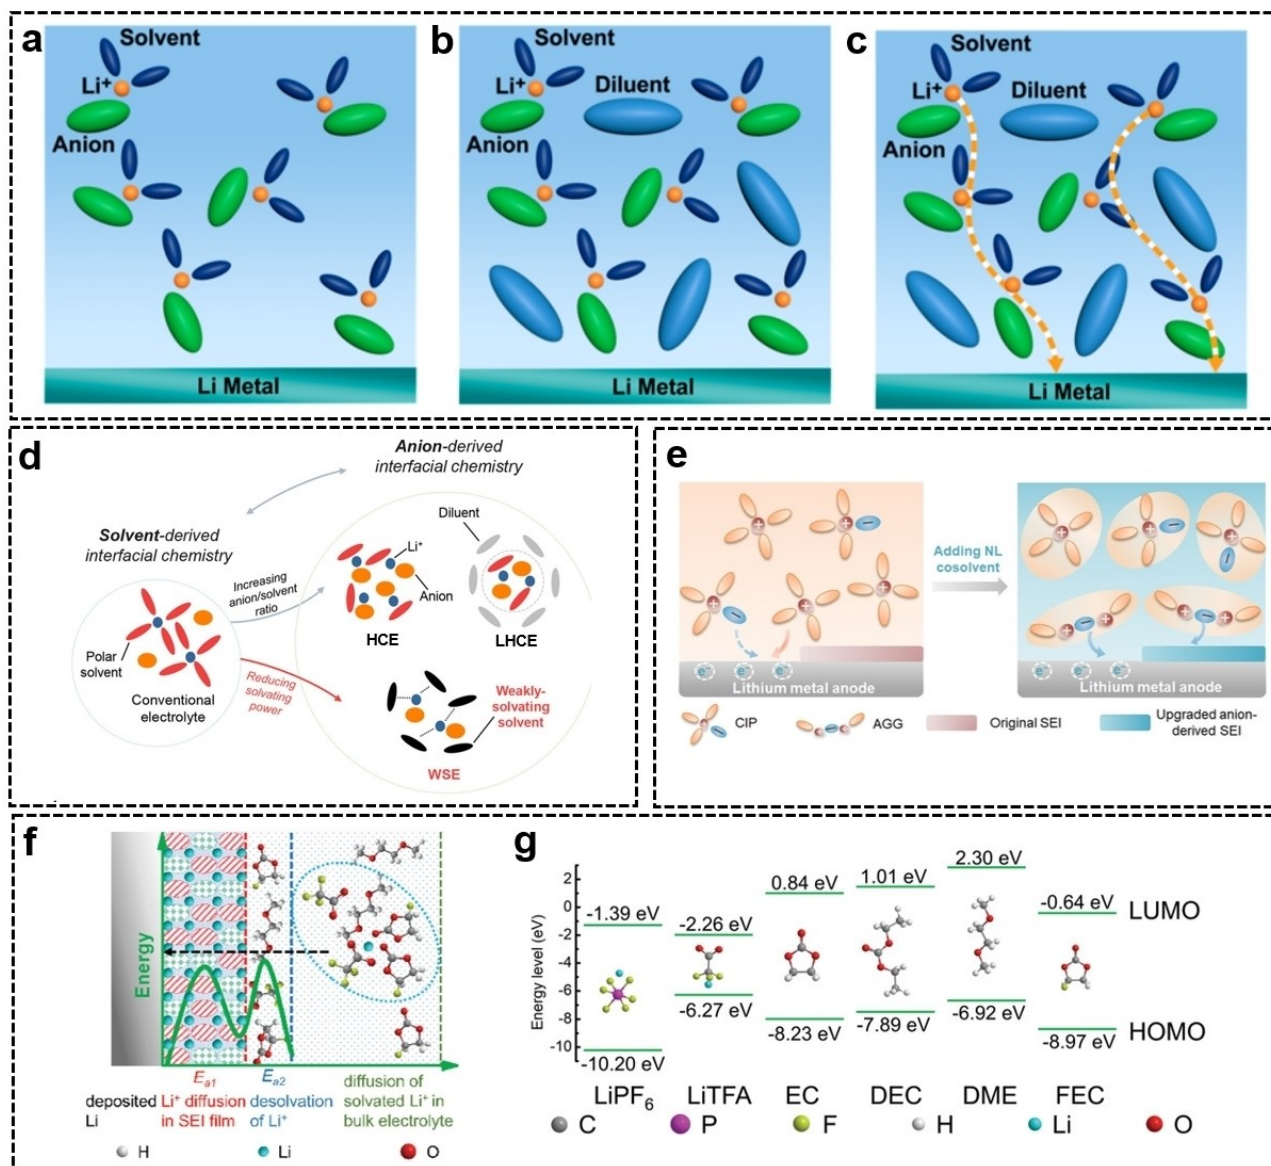 a
Solvent
Li⁺
Anion
Li Metal
b
Solvent
Li⁺
Diluent
Anion
Li Metal
c
Solvent
Li⁺
Diluent
Anion
Li Metal
d
Anion-derived
interfacial chemistry
Solvent-derived
interfacial chemistry
Increasing
anion/solvent
ratio
Diluent
Li⁺
Anion
HCE
LHCE
Polar
solvent
Conventional
electrolyte
Reducing
solvating
power
Weakly-
solvating
solvent
WSE
e
Adding NL
cosolvent
e⁻ e⁻ e⁻
Lithium metal anode
e⁻ e⁻ e⁻
Lithium metal anode
CIP
AGG
Original SEI
Upgraded anion-
derived SEI
f
Energy
deposited
Li
Eₐ₁
Li⁺ diffusion
in SEI film
Eₐ₂
desolvation
of Li⁺
diffusion of
solvated Li⁺ in
bulk electrolyte
H Li O
g
Energy level (eV)
2
0
-2
-4
-6
-8
-10
-1.39 eV
-10.20 eV
-2.26 eV
-6.27 eV
0.84 eV
-8.23 eV
1.01 eV
-7.89 eV
2.30 eV
-6.92 eV
-0.64 eV
-8.97 eV
LUMO
HOMO
LiPF₆ LiTFA EC DEC DME FEC
C P F H Li O